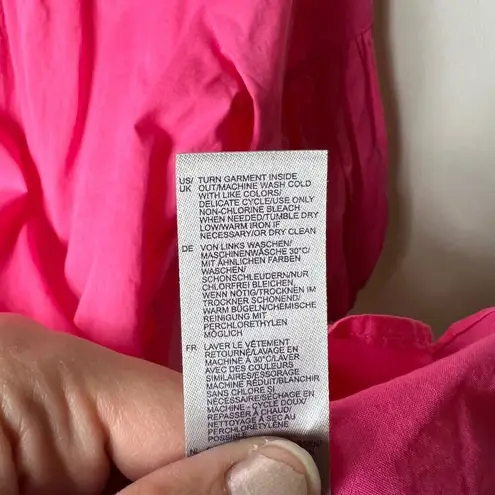 US/ TURN GARMENT INSIDE
UK OUT/MACHINE WASH COLD
WITH LIKE COLORS/
DELICATE CYCLE/USE ONLY
NON-CHLORINE BLEACH
WHEN NEEDED/TUMBLE DRY
LOW/WARM IRON IF
NECESSARY/OR DRY CLEAN
DE VON LINKS WASCHEN/
MASCHINENWÄSCHE 30°C/
MIT ÄHNLICHEN FARBEN
WASCHEN/
SCHONSCHLEUDERN/NUR
CHLORFREI BLEICHEN,
WENN NÖTIG/TROCKNEN IM
TROCKNER SCHONEND/
WARM BÜGELN/CHEMISCHE
REINIGUNG MIT
PERCHLORETHYLEN
MÖGLICH
FR LAVER LE VÊTEMENT
RETOURNÉ/LAVAGE EN
MACHINE À 30°C/LAVER
AVEC DES COULEURS
SIMILAIRES/ESSORAGE
MACHINE RÉDUIT/BLANCHIR
SANS CHLORE SI
NÉCESSAIRE/SÉCHAGE EN
MACHINE - CYCLE DOUX/
REPASSER À CHAUD/
NETTOYAGE À SEC AU
PERCHLORÉTYLÈNE
POSSIBLE
NL